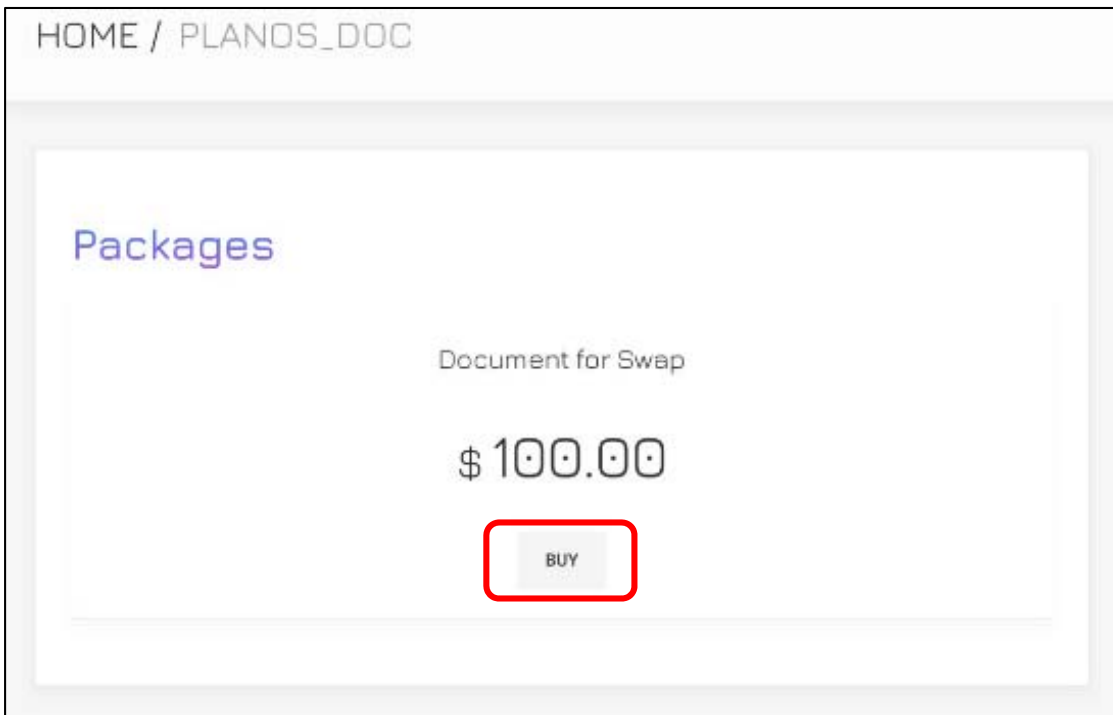 HOME / PLANOS_DOC
Packages
Document for Swap
$ 100.00
BUY